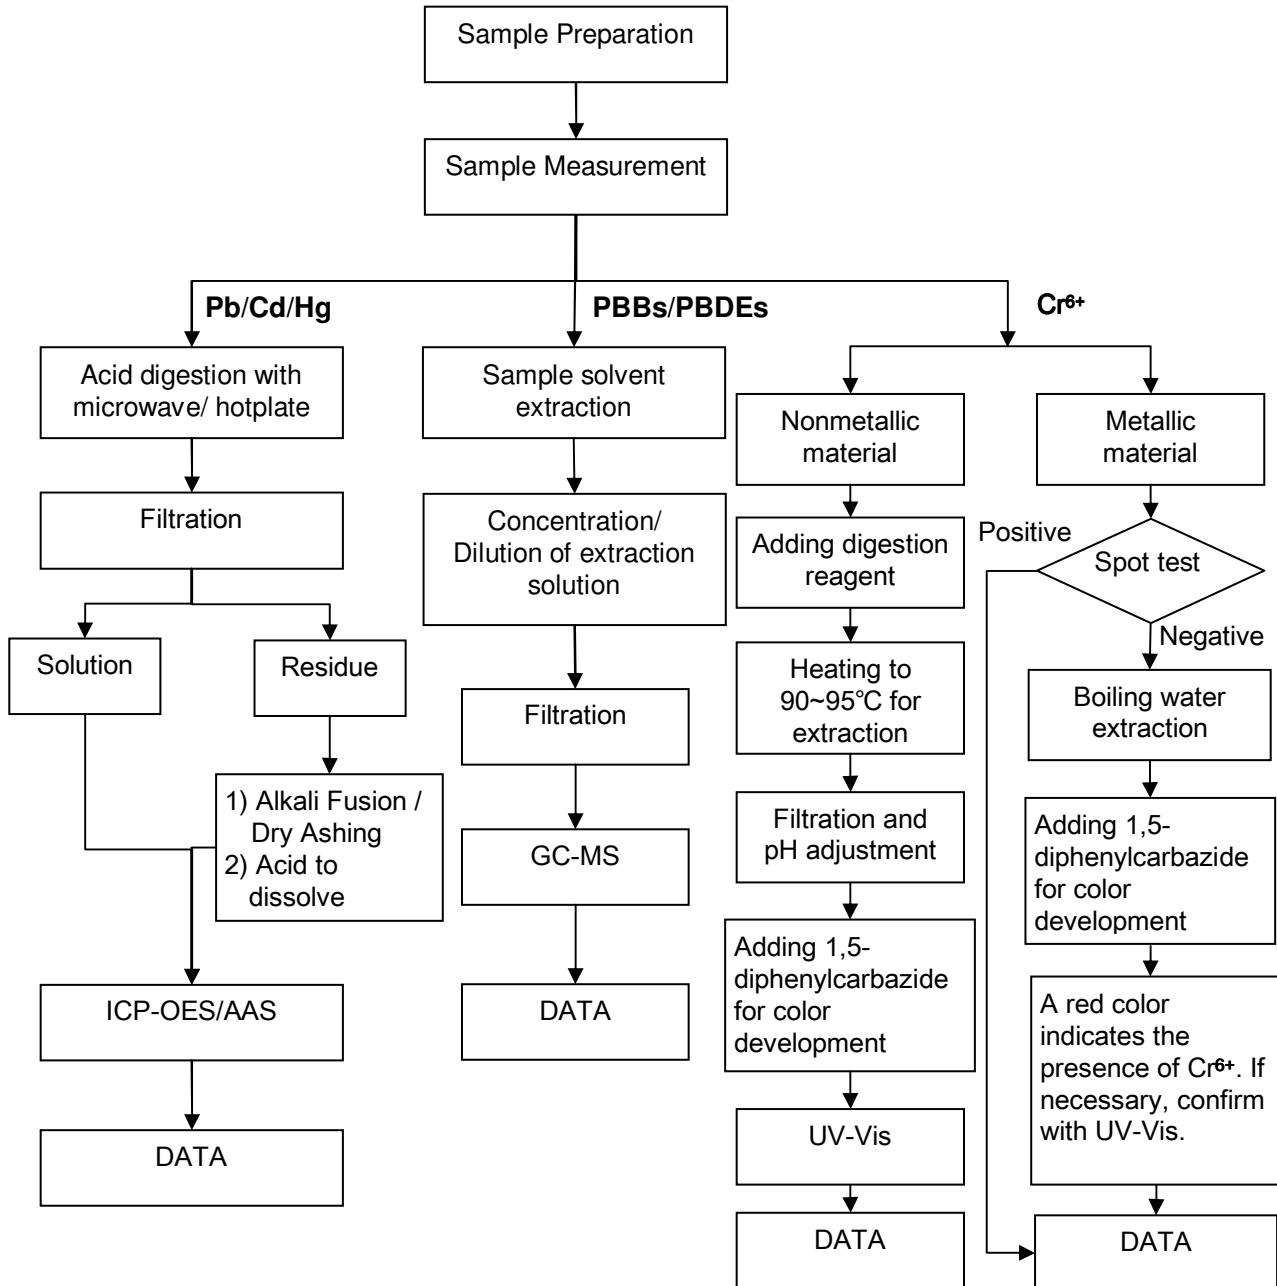 Sample Preparation
Sample Measurement
Pb/Cd/Hg
PBBs/PBDEs
Cr⁶⁺
Acid digestion with
microwave/ hotplate
Filtration
Solution
Residue
1) Alkali Fusion /
Dry Ashing
2) Acid to
dissolve
ICP-OES/AAS
DATA
Sample solvent
extraction
Concentration/
Dilution of extraction
solution
Filtration
GC-MS
DATA
Nonmetallic
material
Adding digestion
reagent
Heating to
90~95℃ for
extraction
Filtration and
pH adjustment
Adding 1,5-
diphenylcarbazide
for color
development
UV-Vis
DATA
Metallic
material
Positive
Spot test
Negative
Boiling water
extraction
Adding 1,5-
diphenylcarbazide
for color
development
A red color
indicates the
presence of Cr⁶⁺. If
necessary, confirm
with UV-Vis.
DATA